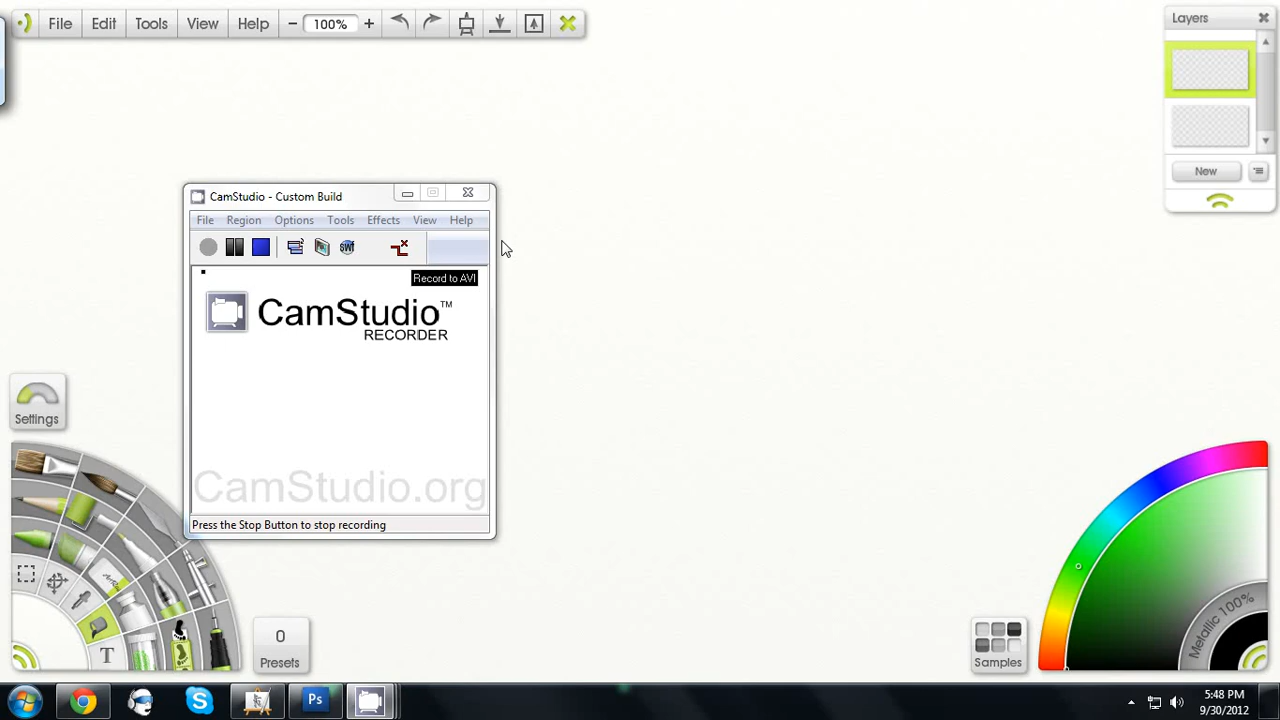 File Edit Tools View Help − 100% +
Layers
New
CamStudio - Custom Build
File Region Options Tools Effects View Help
SWF
Record to AVI
CamStudio™
RECORDER
CamStudio.org
Press the Stop Button to stop recording
Settings
T
0
Presets
Samples
Metallic 100%
Ps
5:48 PM
9/30/2012